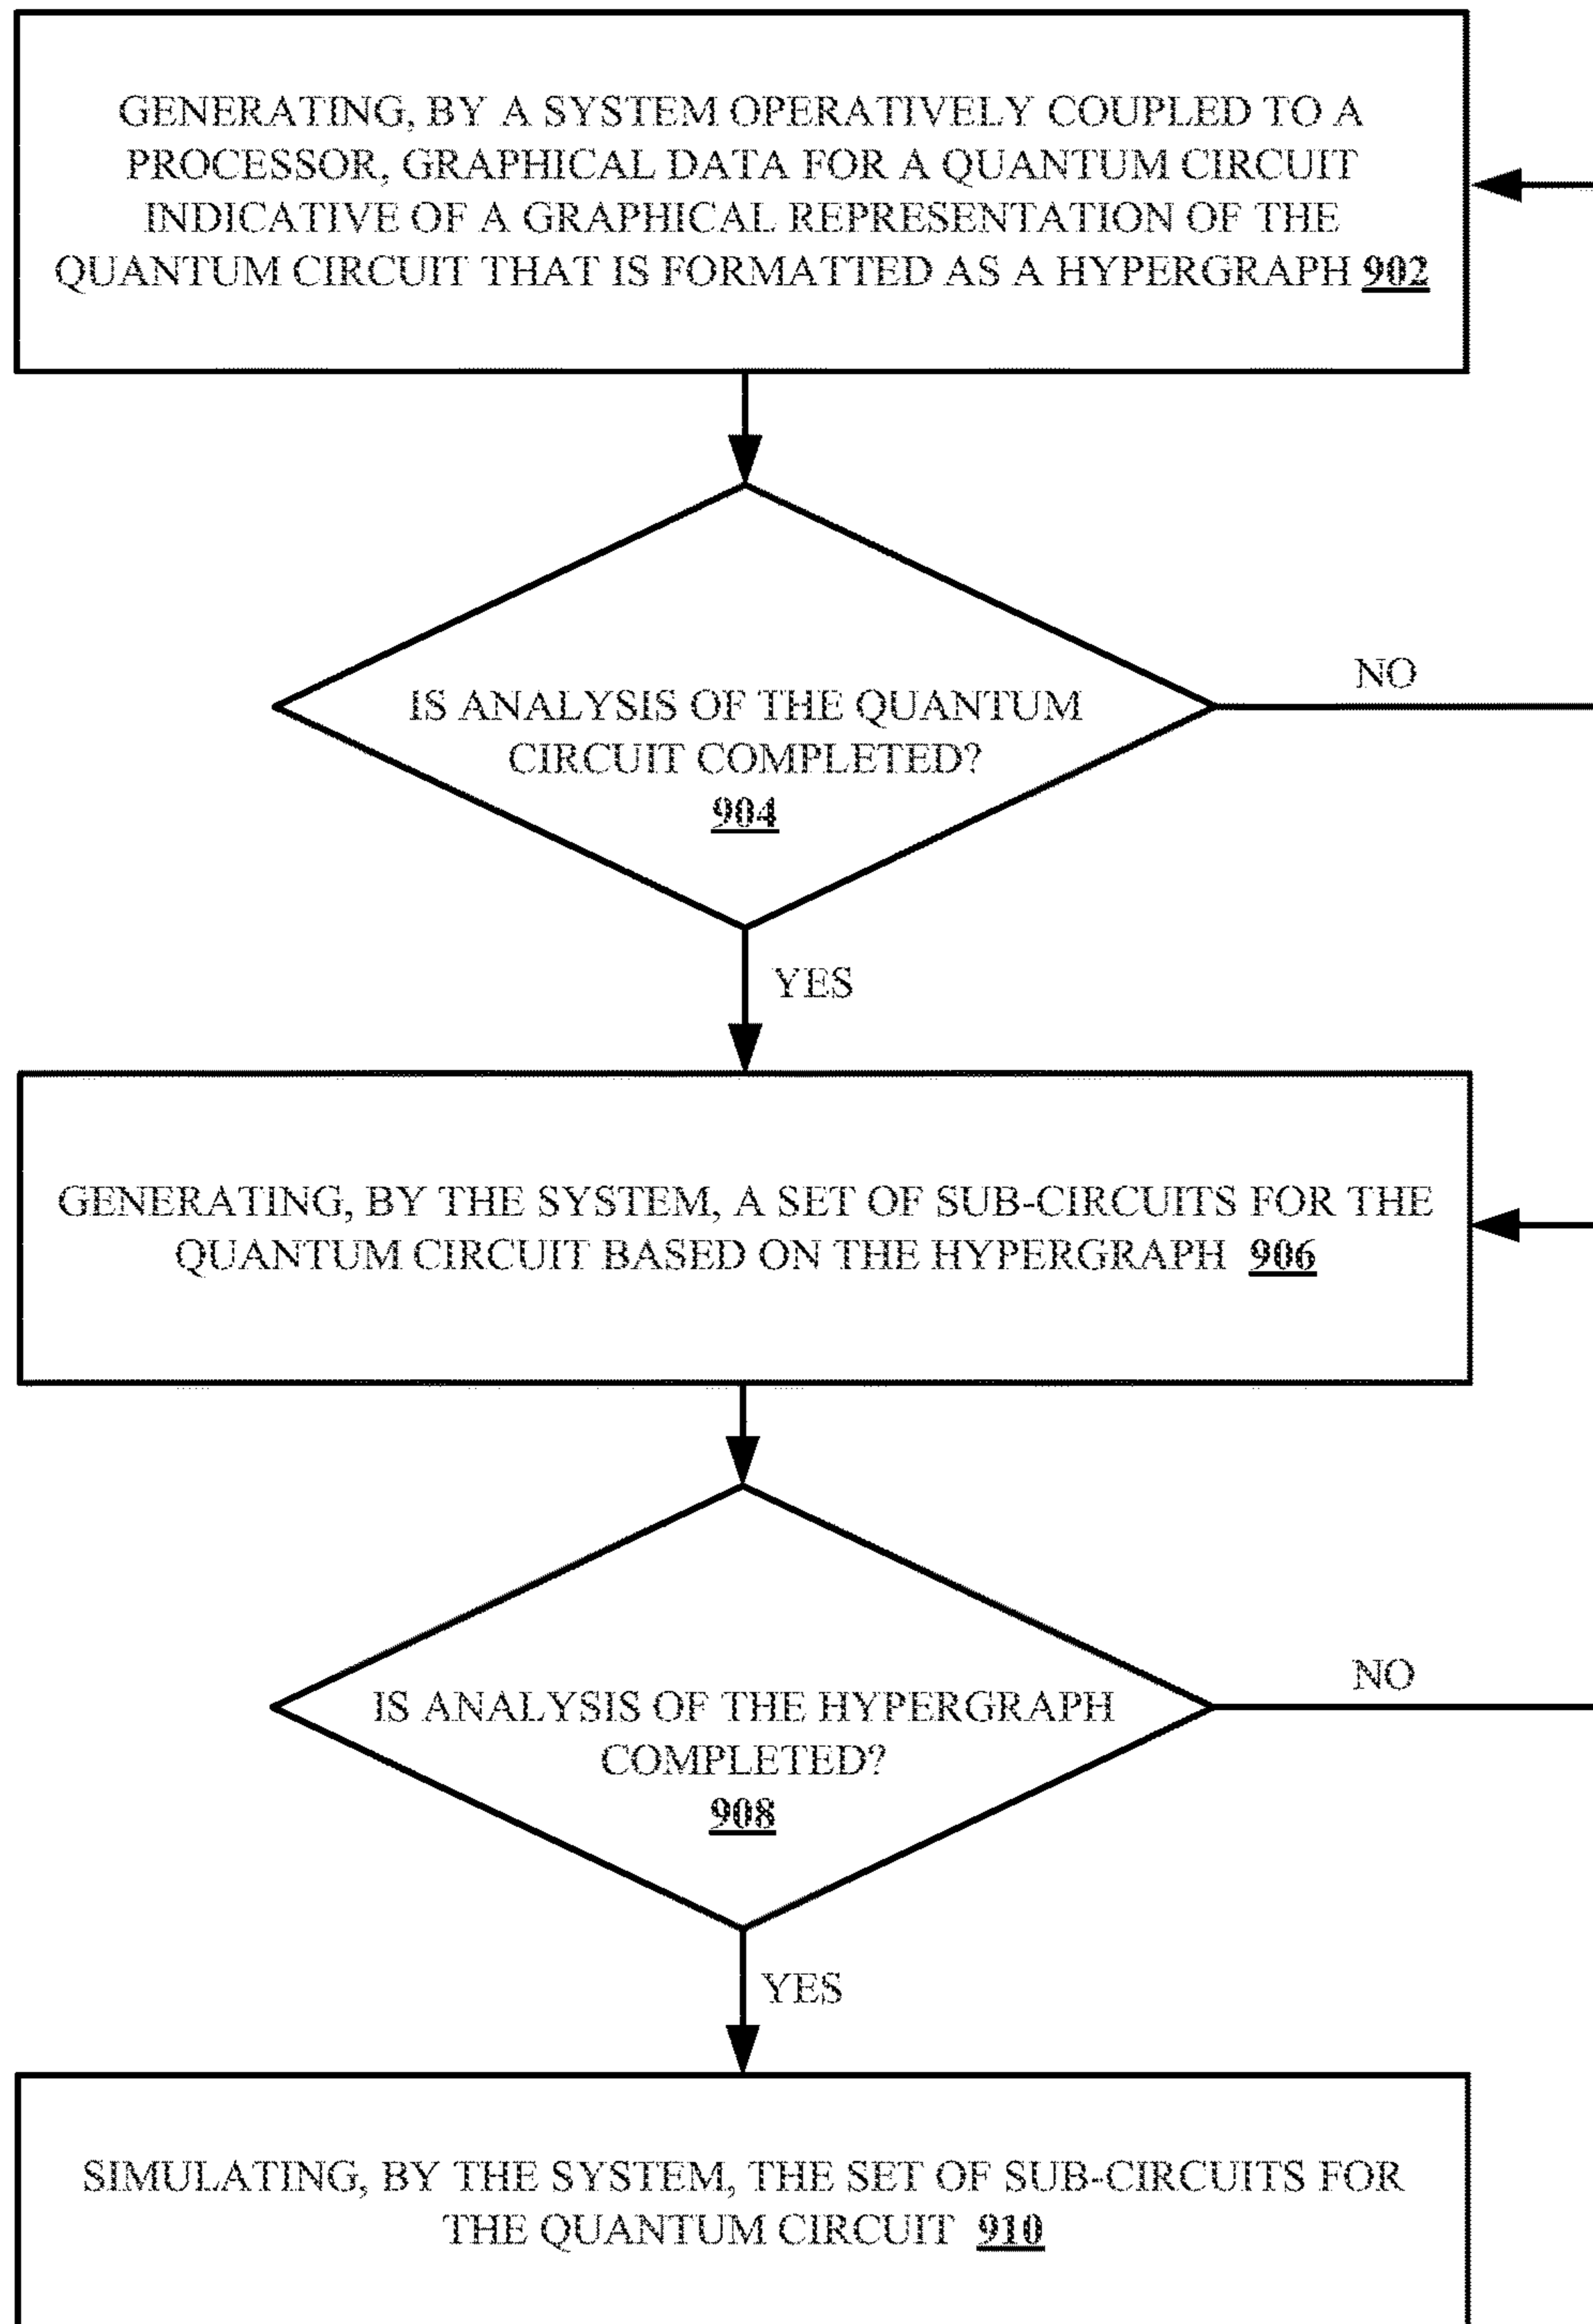 GENERATING, BY A SYSTEM OPERATIVELY COUPLED TO A
PROCESSOR, GRAPHICAL DATA FOR A QUANTUM CIRCUIT
INDICATIVE OF A GRAPHICAL REPRESENTATION OF THE
QUANTUM CIRCUIT THAT IS FORMATTED AS A HYPERGRAPH 902
NO
IS ANALYSIS OF THE QUANTUM
CIRCUIT COMPLETED?
904
YES
GENERATING, BY THE SYSTEM, A SET OF SUB-CIRCUITS FOR THE
QUANTUM CIRCUIT BASED ON THE HYPERGRAPH 906
NO
IS ANALYSIS OF THE HYPERGRAPH
COMPLETED?
908
YES
SIMULATING, BY THE SYSTEM, THE SET OF SUB-CIRCUITS FOR
THE QUANTUM CIRCUIT 910